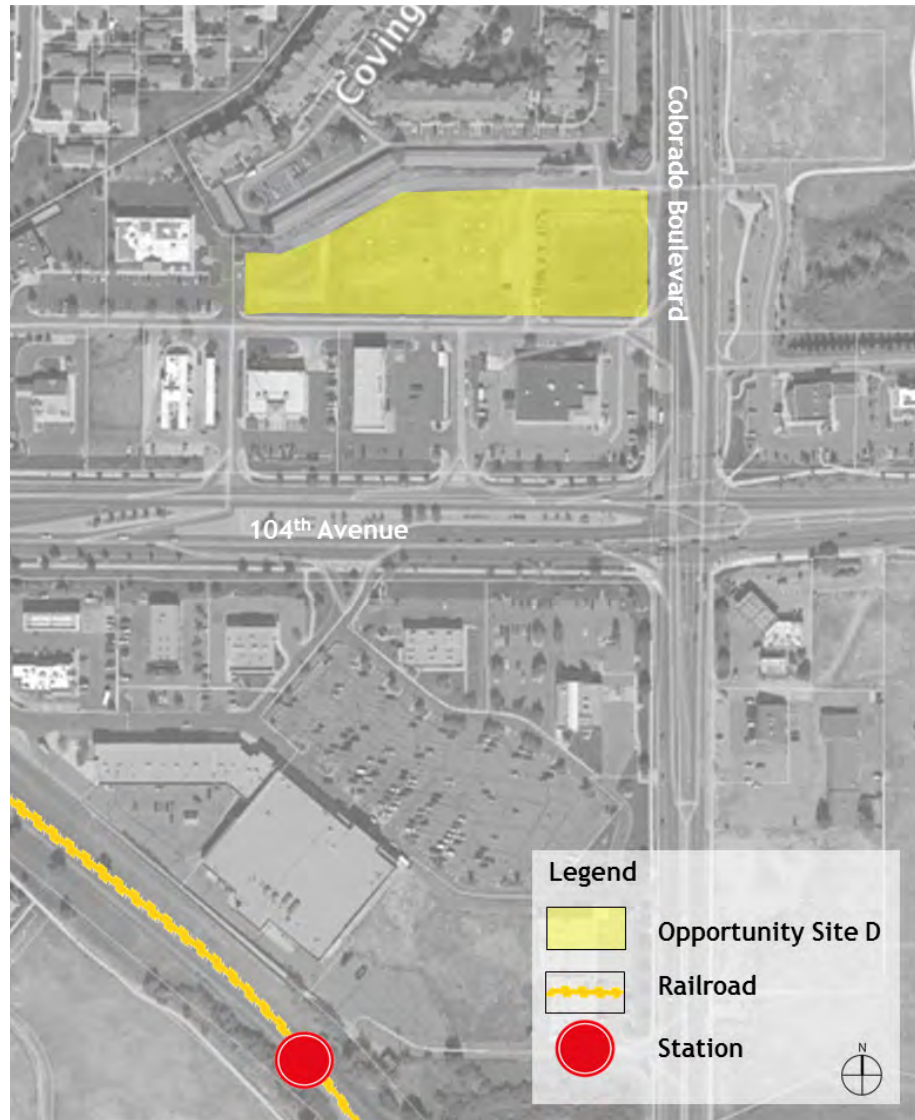 Coving
Colorado Boulevard
104th Avenue
Legend
Opportunity Site D
Railroad
Station
N